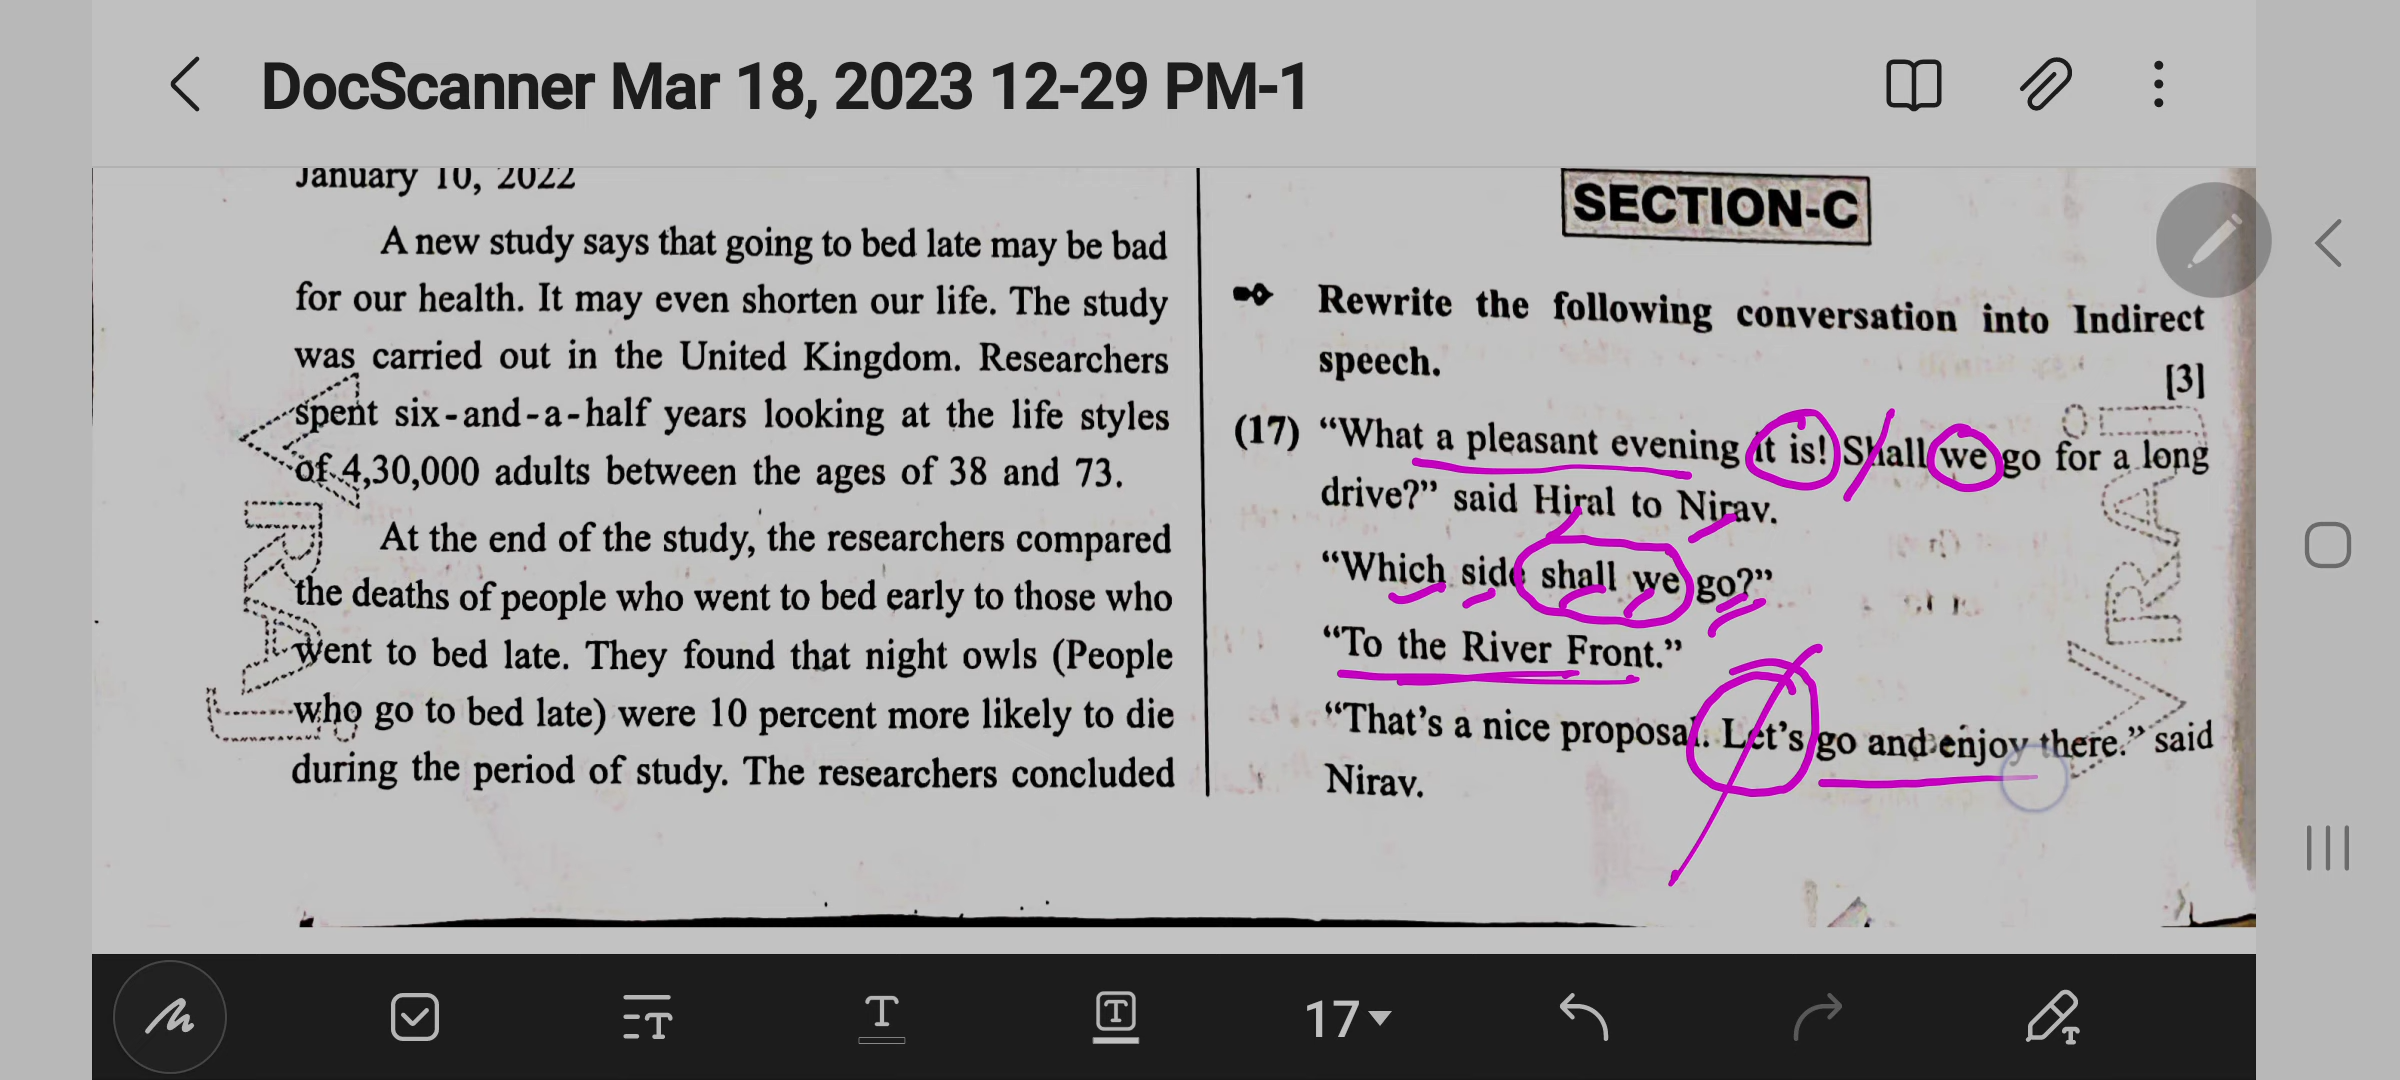 DocScanner Mar 18, 2023 12-29 PM-1
January 10, 2022
A new study says that going to bed late may be bad
for our health. It may even shorten our life. The study
was carried out in the United Kingdom. Researchers
spent six-and-a-half years looking at the life styles
of 4,30,000 adults between the ages of 38 and 73.
At the end of the study, the researchers compared
the deaths of people who went to bed early to those who
went to bed late. They found that night owls (People
who go to bed late) were 10 percent more likely to die
during the period of study. The researchers concluded
SECTION-C
Rewrite the following conversation into Indirect
speech.
[3]
(17) “What a pleasant evening it is! Shall we go for a long
drive?” said Hiral to Nirav.
“Which side shall we go?”
“To the River Front.”
“That’s a nice proposal. Let’s go and enjoy there.” said
Nirav.
17